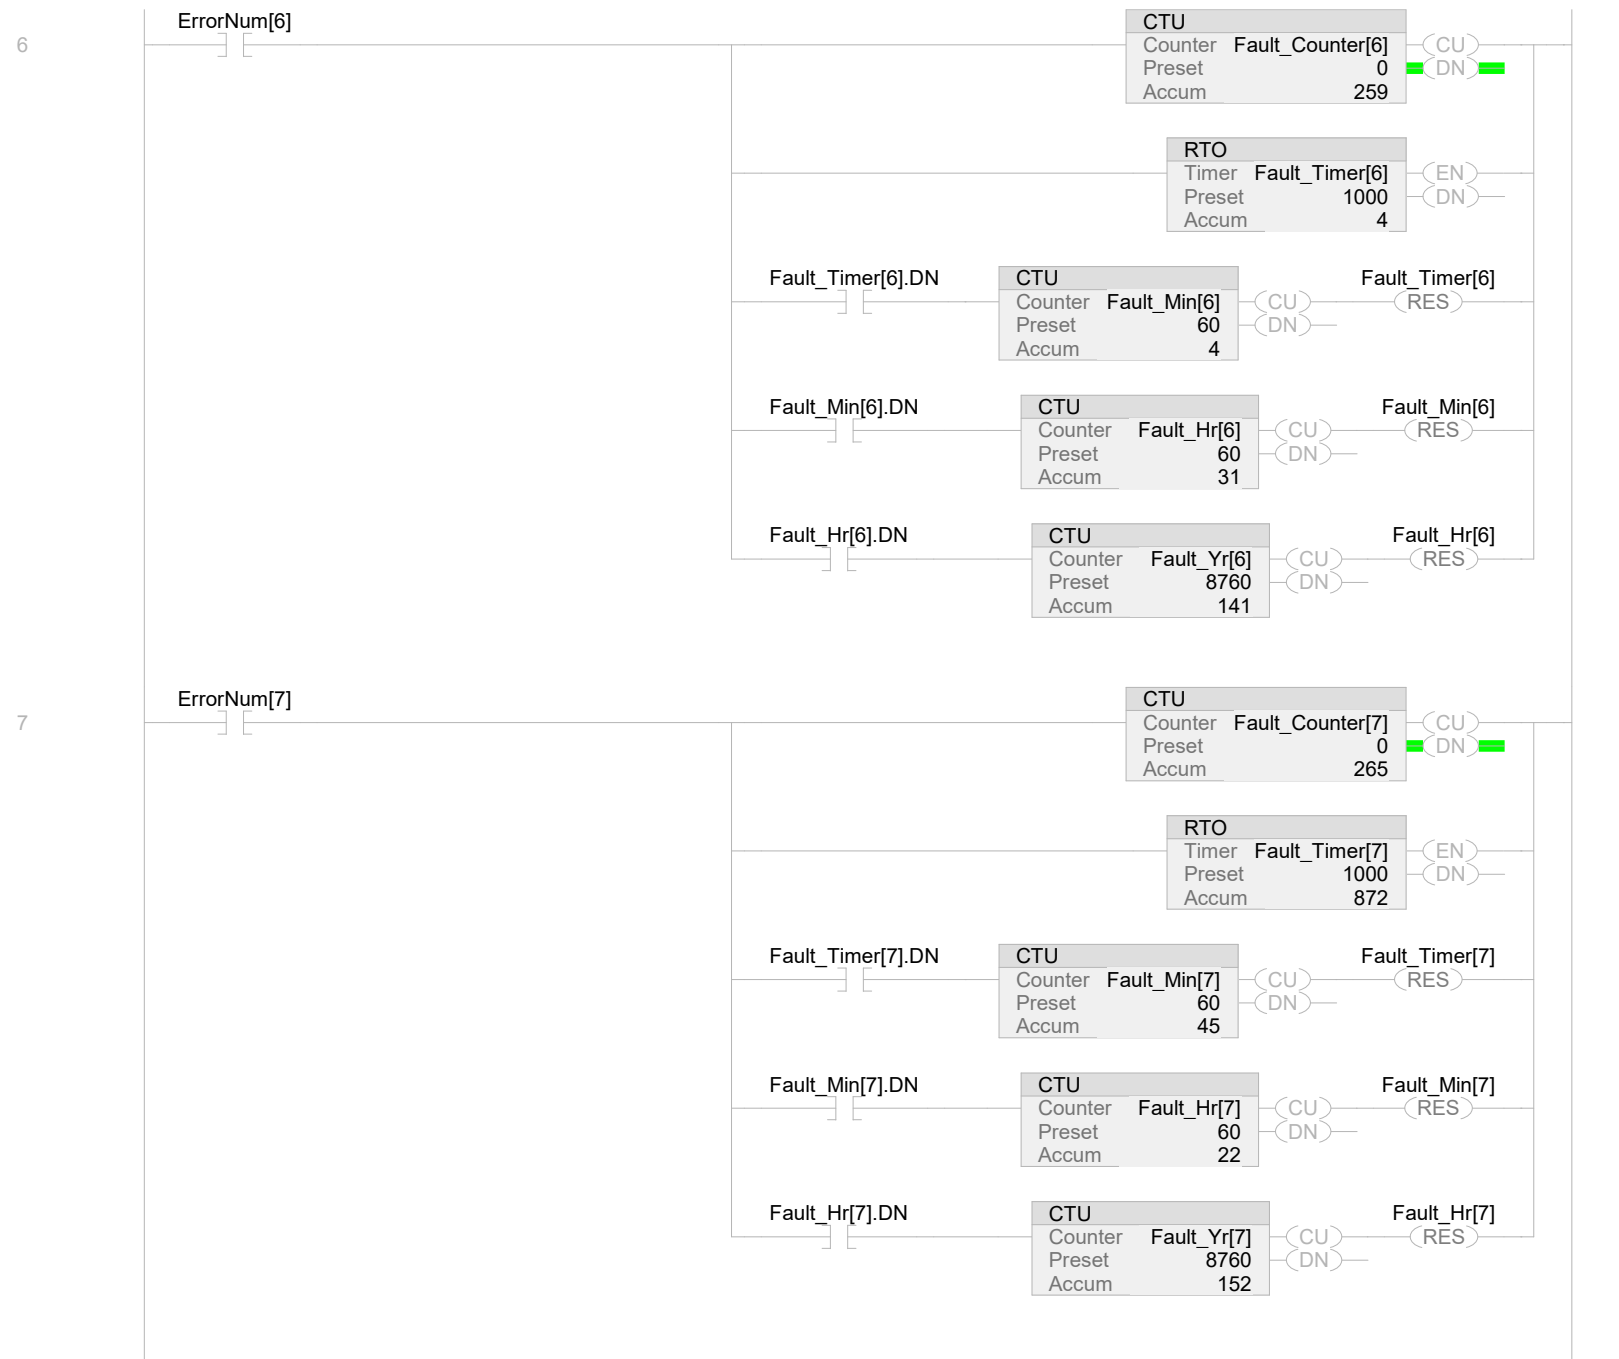 ErrorNum[6]
CTU
6
Counter Fault_Counter[6] CU
Preset 0 DN
Accum 259
RTO
Timer Fault_Timer[6] EN
Preset 1000 DN
Accum 4
Fault_Timer[6].DN CTU Fault_Timer[6]
Counter Fault_Min[6] CU RES
Preset 60 DN
Accum 4
Fault_Min[6].DN CTU Fault_Min[6]
Counter Fault_Hr[6] CU RES
Preset 60 DN
Accum 31
Fault_Hr[6].DN CTU Fault_Hr[6]
Counter Fault_Yr[6] CU RES
Preset 8760 DN
Accum 141
ErrorNum[7]
CTU
7
Counter Fault_Counter[7] CU
Preset 0 DN
Accum 265
RTO
Timer Fault_Timer[7] EN
Preset 1000 DN
Accum 872
Fault_Timer[7].DN CTU Fault_Timer[7]
Counter Fault_Min[7] CU RES
Preset 60 DN
Accum 45
Fault_Min[7].DN CTU Fault_Min[7]
Counter Fault_Hr[7] CU RES
Preset 60 DN
Accum 22
Fault_Hr[7].DN CTU Fault_Hr[7]
Counter Fault_Yr[7] CU RES
Preset 8760 DN
Accum 152